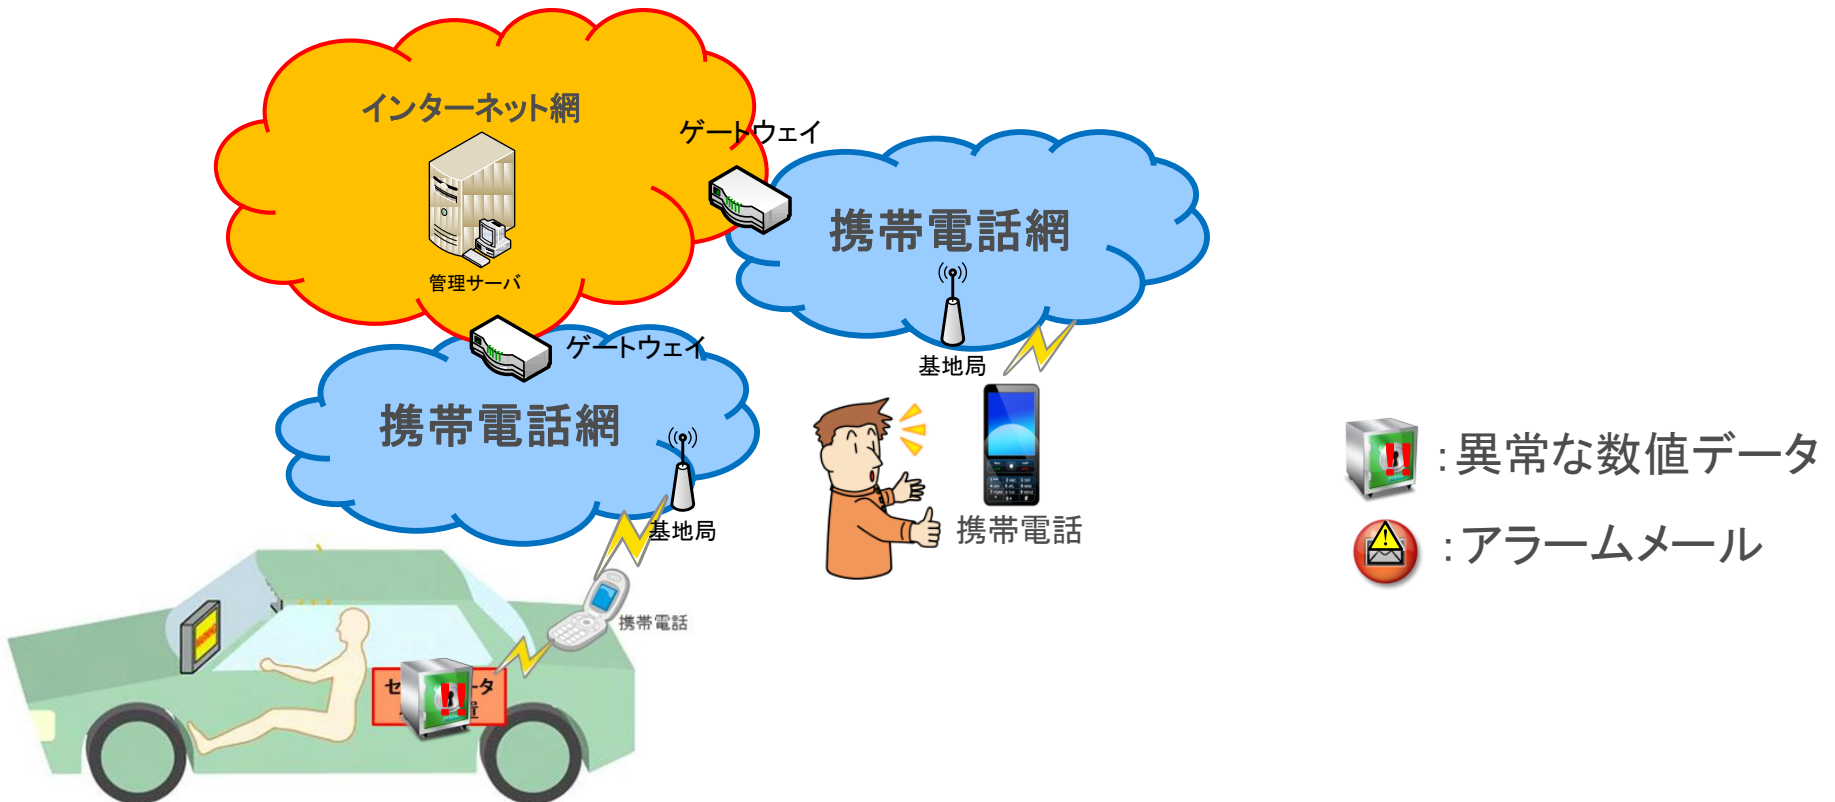 インターネット網
ゲートウェイ
携帯電話網
管理サーバ
ゲートウェイ
基地局
携帯電話網
基地局
携帯電話
:異常な数値データ
:アラームメール
携帯電話
セ
タ